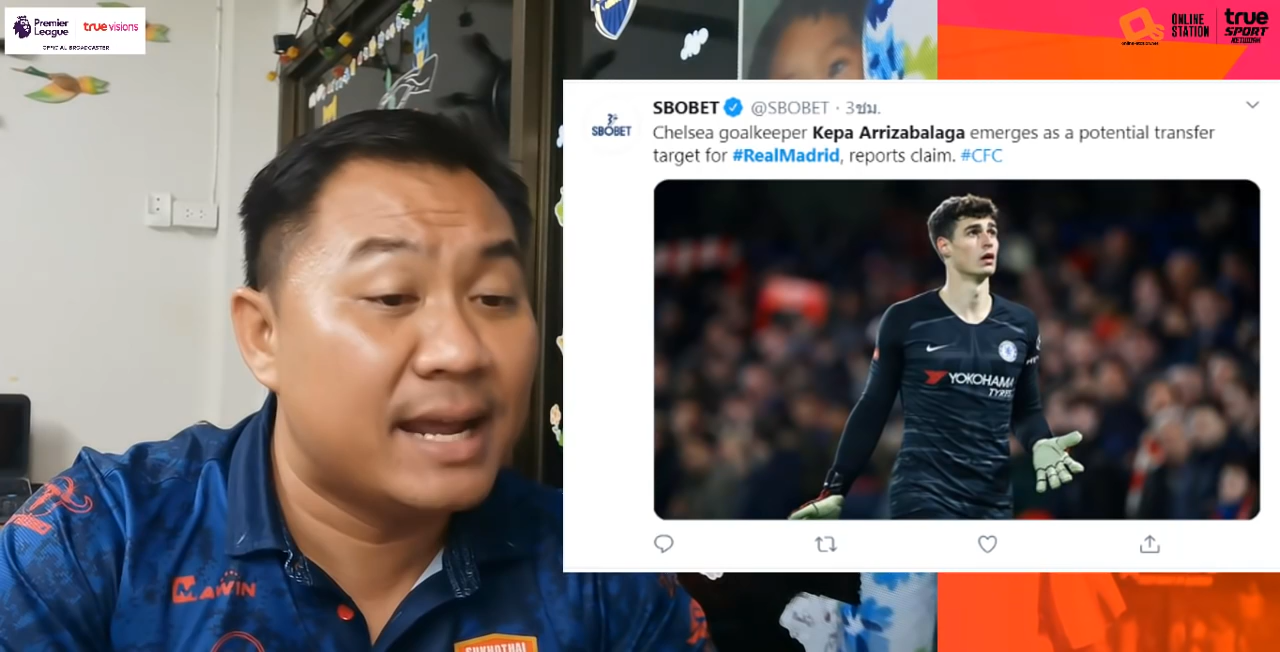 Premier
League
true visions
OFFICIAL BROADCASTER
ONLINE
STATION
true
SPORT
NETWORK
SBOBET @SBOBET · 3ชม.
SBOBET
Chelsea goalkeeper Kepa Arrizabalaga emerges as a potential transfer
target for #RealMadrid, reports claim. #CFC
YOKOHAMA
TYRES
MAWIN
SUKHOTHAI